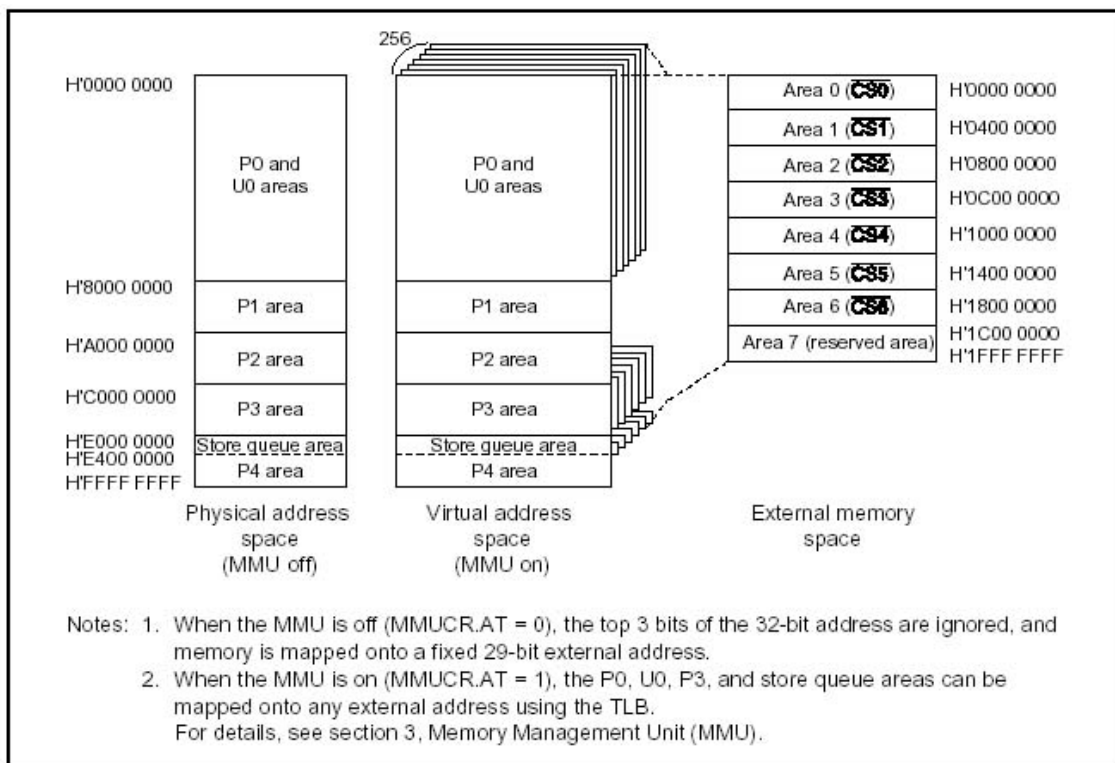 256
H'0000 0000
P0 and
U0 areas
H'8000 0000
P1 area
H'A000 0000
P2 area
H'C000 0000
P3 area
H'E000 0000
Store queue area
H'E400 0000
P4 area
H'FFFF FFFF
Physical address
space
(MMU off)
P1 area
P2 area
P3 area
Store queue area
P4 area
Virtual address
space
(MMU on)
Area 0 (CS0) H'0000 0000
Area 1 (CS1) H'0400 0000
Area 2 (CS2) H'0800 0000
Area 3 (CS3) H'0C00 0000
Area 4 (CS4) H'1000 0000
Area 5 (CS5) H'1400 0000
Area 6 (CS6) H'1800 0000
H'1C00 0000
Area 7 (reserved area)
H'1FFF FFFF
External memory
space
Notes: 1. When the MMU is off (MMUCR.AT = 0), the top 3 bits of the 32-bit address are ignored, and
memory is mapped onto a fixed 29-bit external address.
2. When the MMU is on (MMUCR.AT = 1), the P0, U0, P3, and store queue areas can be
mapped onto any external address using the TLB.
For details, see section 3, Memory Management Unit (MMU).